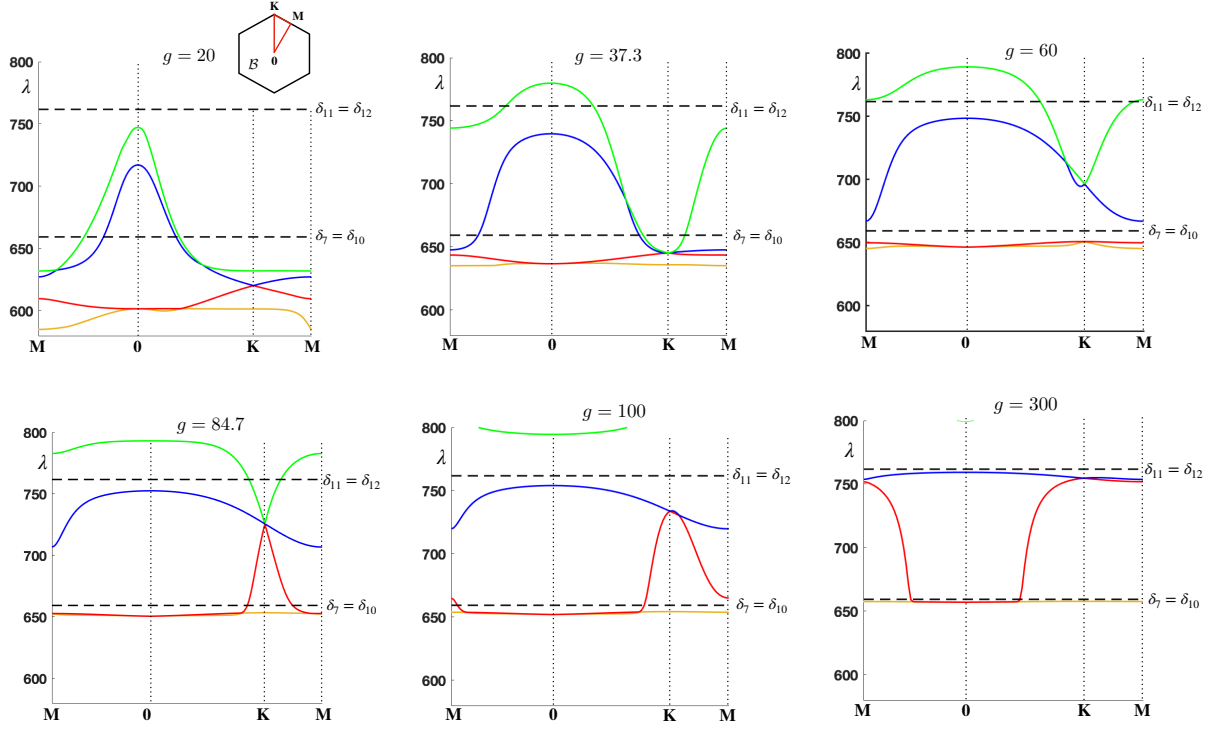 g = 20
K
M
B
0
800
λ
750
700
650
600
δ₁₁ = δ₁₂
δ₇ = δ₁₀
M
0
K
M
g = 37.3
800
λ
750
700
650
600
δ₁₁ = δ₁₂
δ₇ = δ₁₀
M
0
K
M
g = 60
800
λ
750
700
650
600
δ₁₁ = δ₁₂
δ₇ = δ₁₀
M
0
K
M
g = 84.7
800
λ
750
700
650
600
δ₁₁ = δ₁₂
δ₇ = δ₁₀
M
0
K
M
g = 100
800
λ
750
700
650
600
δ₁₁ = δ₁₂
δ₇ = δ₁₀
M
0
K
M
g = 300
800
λ
750
700
650
600
δ₁₁ = δ₁₂
δ₇ = δ₁₀
M
0
K
M